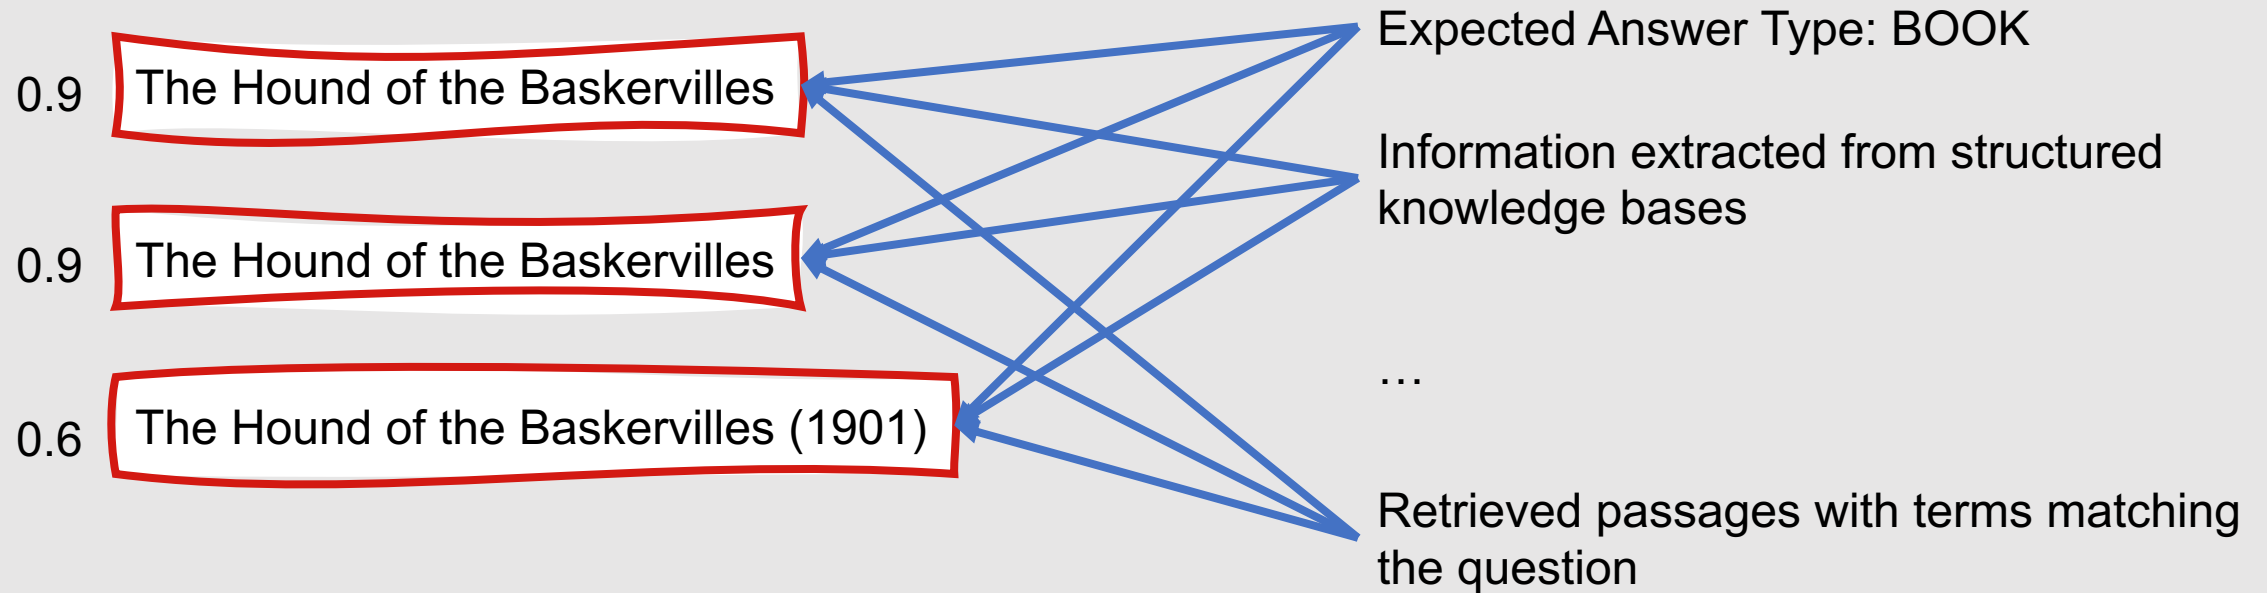 0.9 The Hound of the Baskervilles
0.9 The Hound of the Baskervilles
0.6 The Hound of the Baskervilles (1901)
Expected Answer Type: BOOK
Information extracted from structured
knowledge bases
…
Retrieved passages with terms matching
the question